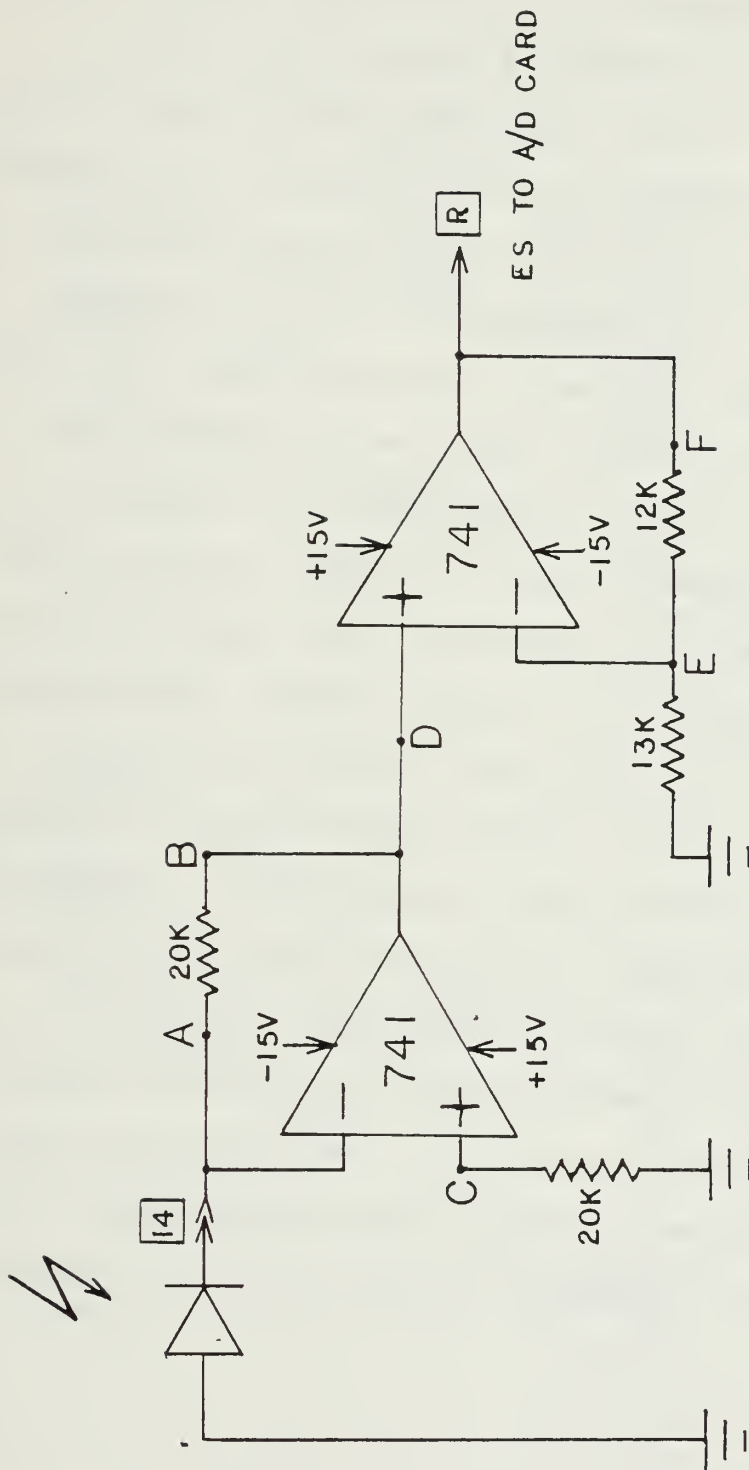 14
A
20K
B
-15V
741
−
+
+15V
C
20K
D
+15V
741
+
−
-15V
13K
E
12K
F
R
ES TO A/D CARD